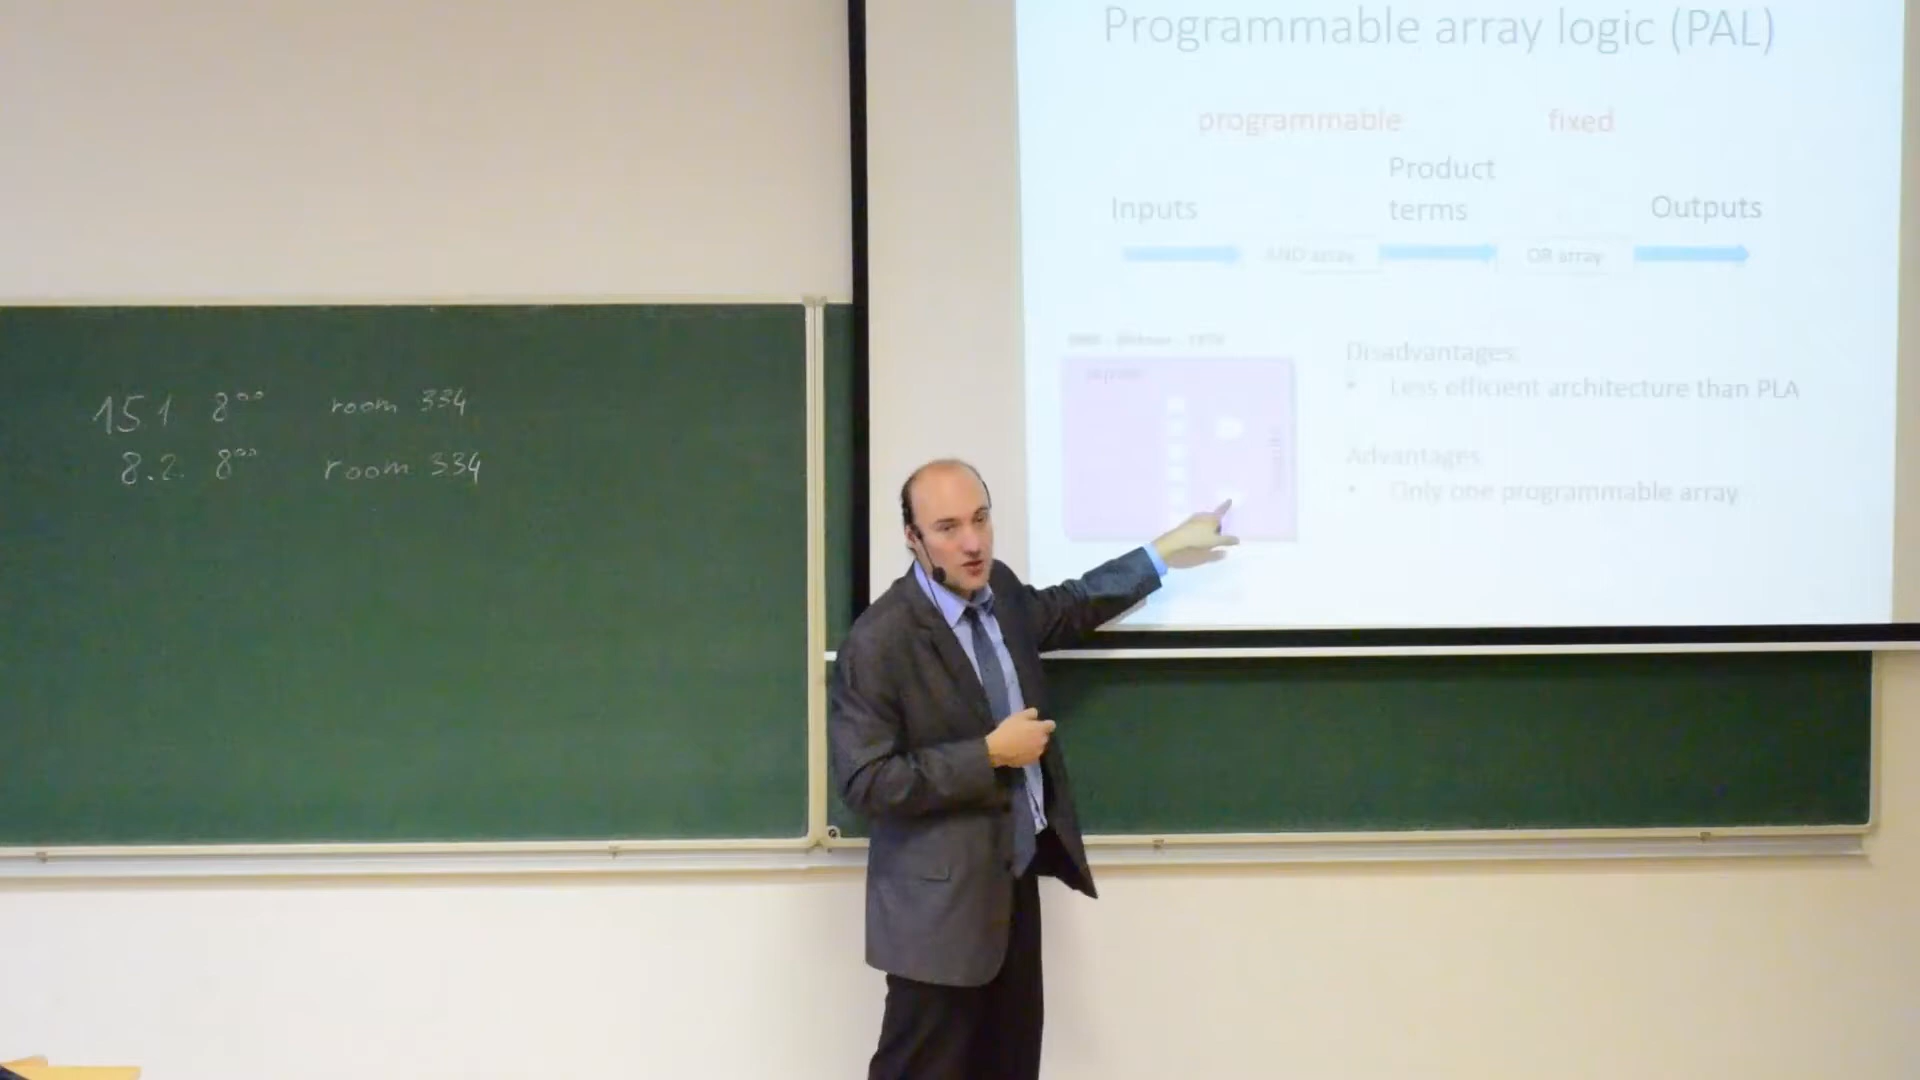 15.1 8⁰⁰ room 334
8.2. 8⁰⁰ room 334
Programmable array logic (PAL)
programmable fixed
Product
terms
Inputs
Outputs
AND array
OR array
Disadvantages:
• Less efficient architecture than PLA
Advantages
• Only one programmable array